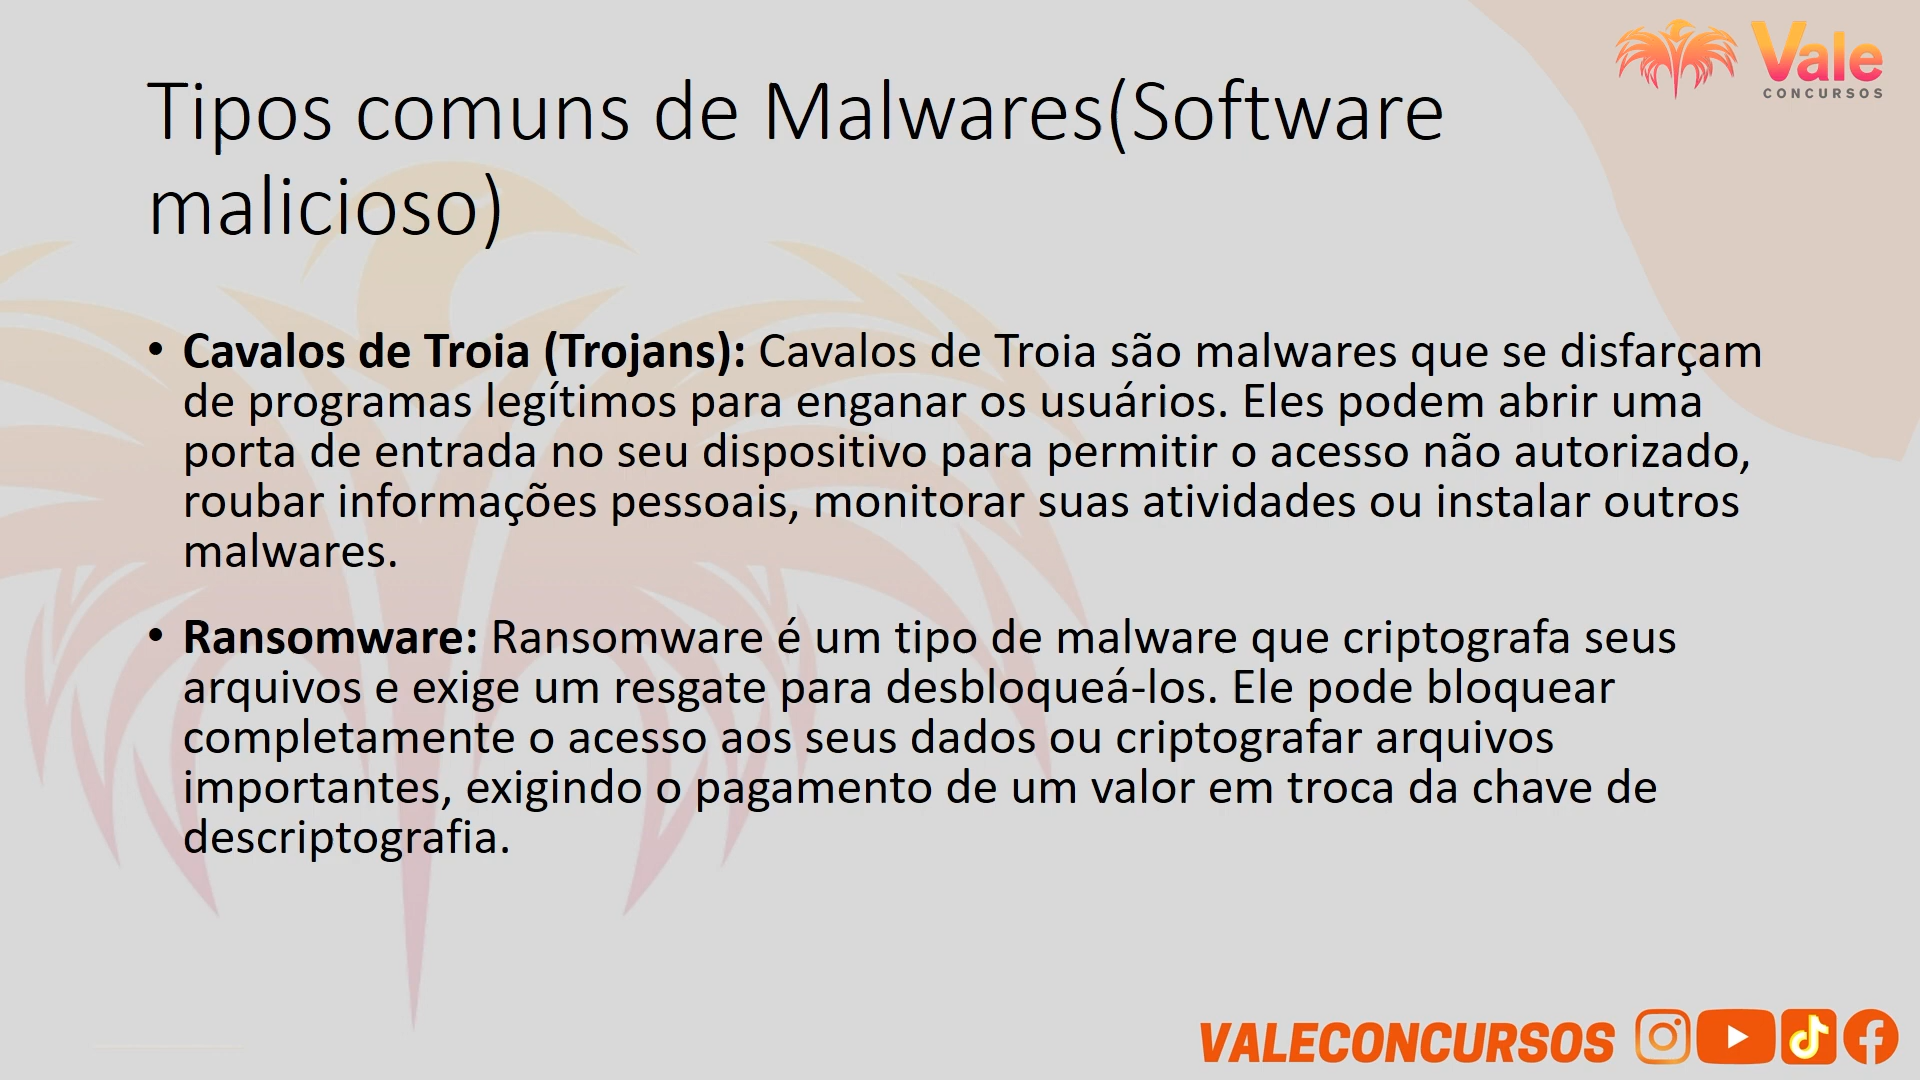 Vale
CONCURSOS
Tipos comuns de Malwares(Software
malicioso)
• Cavalos de Troia (Trojans): Cavalos de Troia são malwares que se disfarçam
de programas legítimos para enganar os usuários. Eles podem abrir uma
porta de entrada no seu dispositivo para permitir o acesso não autorizado,
roubar informações pessoais, monitorar suas atividades ou instalar outros
malwares.
• Ransomware: Ransomware é um tipo de malware que criptografa seus
arquivos e exige um resgate para desbloqueá-los. Ele pode bloquear
completamente o acesso aos seus dados ou criptografar arquivos
importantes, exigindo o pagamento de um valor em troca da chave de
descriptografia.
VALECONCURSOS